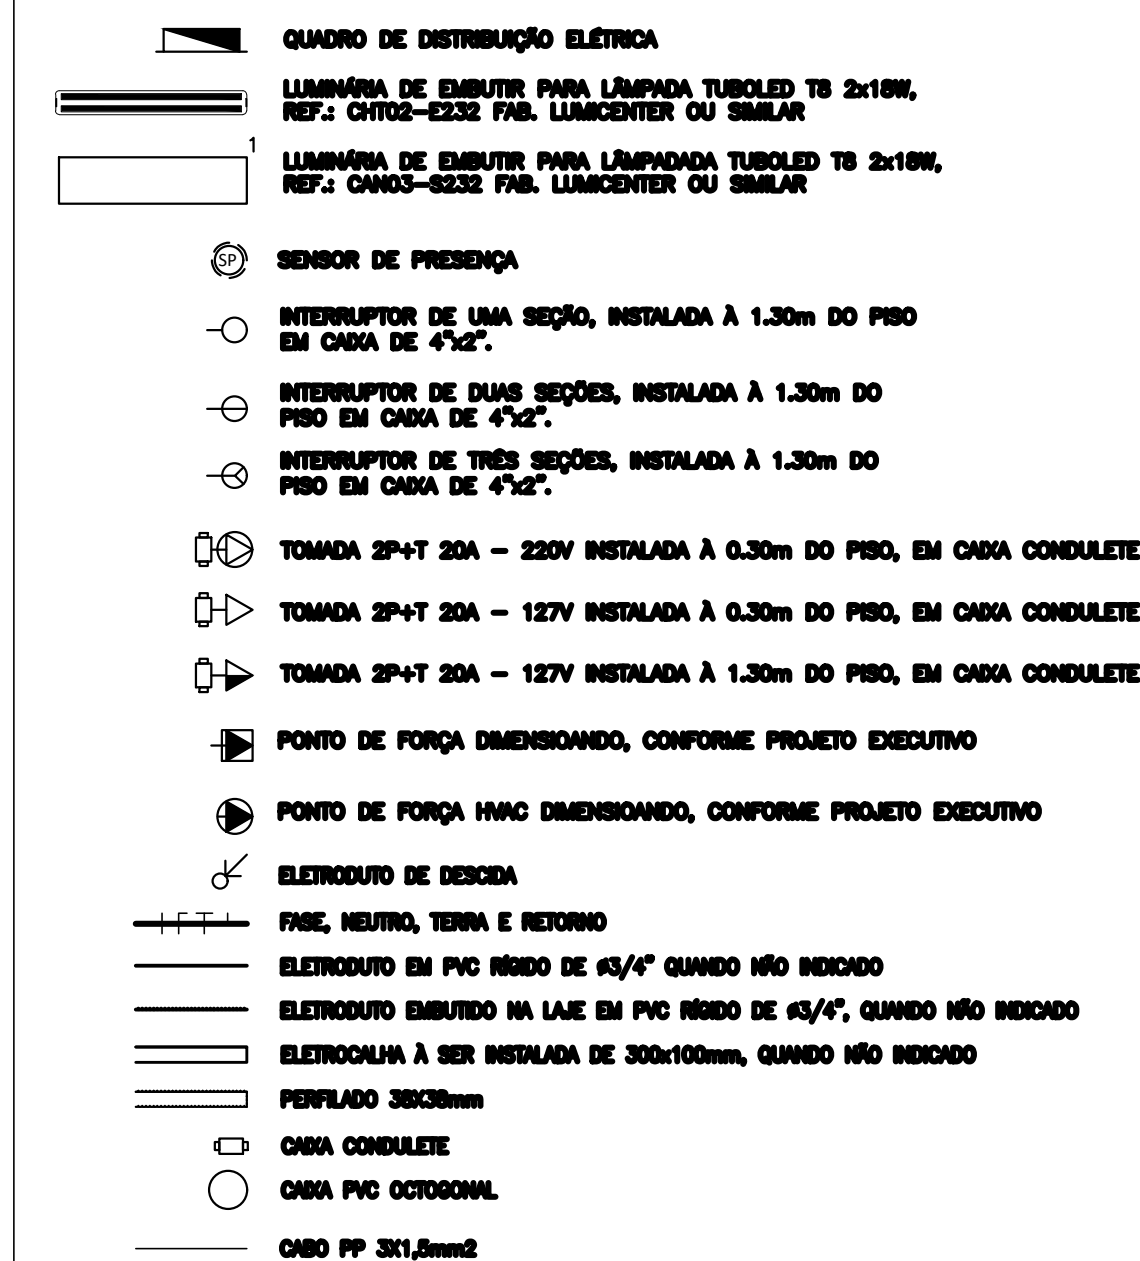 QUADRO DE DISTRIBUIÇÃO ELÉTRICA
LUMINÁRIA DE EMBUTIR PARA LÂMPADA TUBOLED T8 2x18W,
REF.: CHT02-E232 FAB. LUMICENTER OU SIMILAR
1
LUMINÁRIA DE EMBUTIR PARA LÂMPADADA TUBOLED T8 2x18W,
REF.: CAN03-S232 FAB. LUMICENTER OU SIMILAR
SP
SENSOR DE PRESENÇA
INTERRUPTOR DE UMA SEÇÃO, INSTALADA À 1.30m DO PISO
EM CAIXA DE 4"x2".
INTERRUPTOR DE DUAS SEÇÕES, INSTALADA À 1.30m DO
PISO EM CAIXA DE 4"x2".
INTERRUPTOR DE TRÊS SEÇÕES, INSTALADA À 1.30m DO
PISO EM CAIXA DE 4"x2".
TOMADA 2P+T 20A - 220V INSTALADA À 0.30m DO PISO, EM CAIXA CONDULETE
TOMADA 2P+T 20A - 127V INSTALADA À 0.30m DO PISO, EM CAIXA CONDULETE
TOMADA 2P+T 20A - 127V INSTALADA À 1.30m DO PISO, EM CAIXA CONDULETE
PONTO DE FORÇA DIMENSIOANDO, CONFORME PROJETO EXECUTIVO
PONTO DE FORÇA HVAC DIMENSIOANDO, CONFORME PROJETO EXECUTIVO
ELETRODUTO DE DESCIDA
FASE, NEUTRO, TERRA E RETORNO
ELETRODUTO EM PVC RÍGIDO DE ø3/4" QUANDO NÃO INDICADO
ELETRODUTO EMBUTIDO NA LAJE EM PVC RÍGIDO DE ø3/4", QUANDO NÃO INDICADO
ELETROCALHA À SER INSTALADA DE 300x100mm, QUANDO NÃO INDICADO
PERFILADO 38X38mm
CAIXA CONDULETE
CAIXA PVC OCTOGONAL
CABO PP 3X1,5mm2